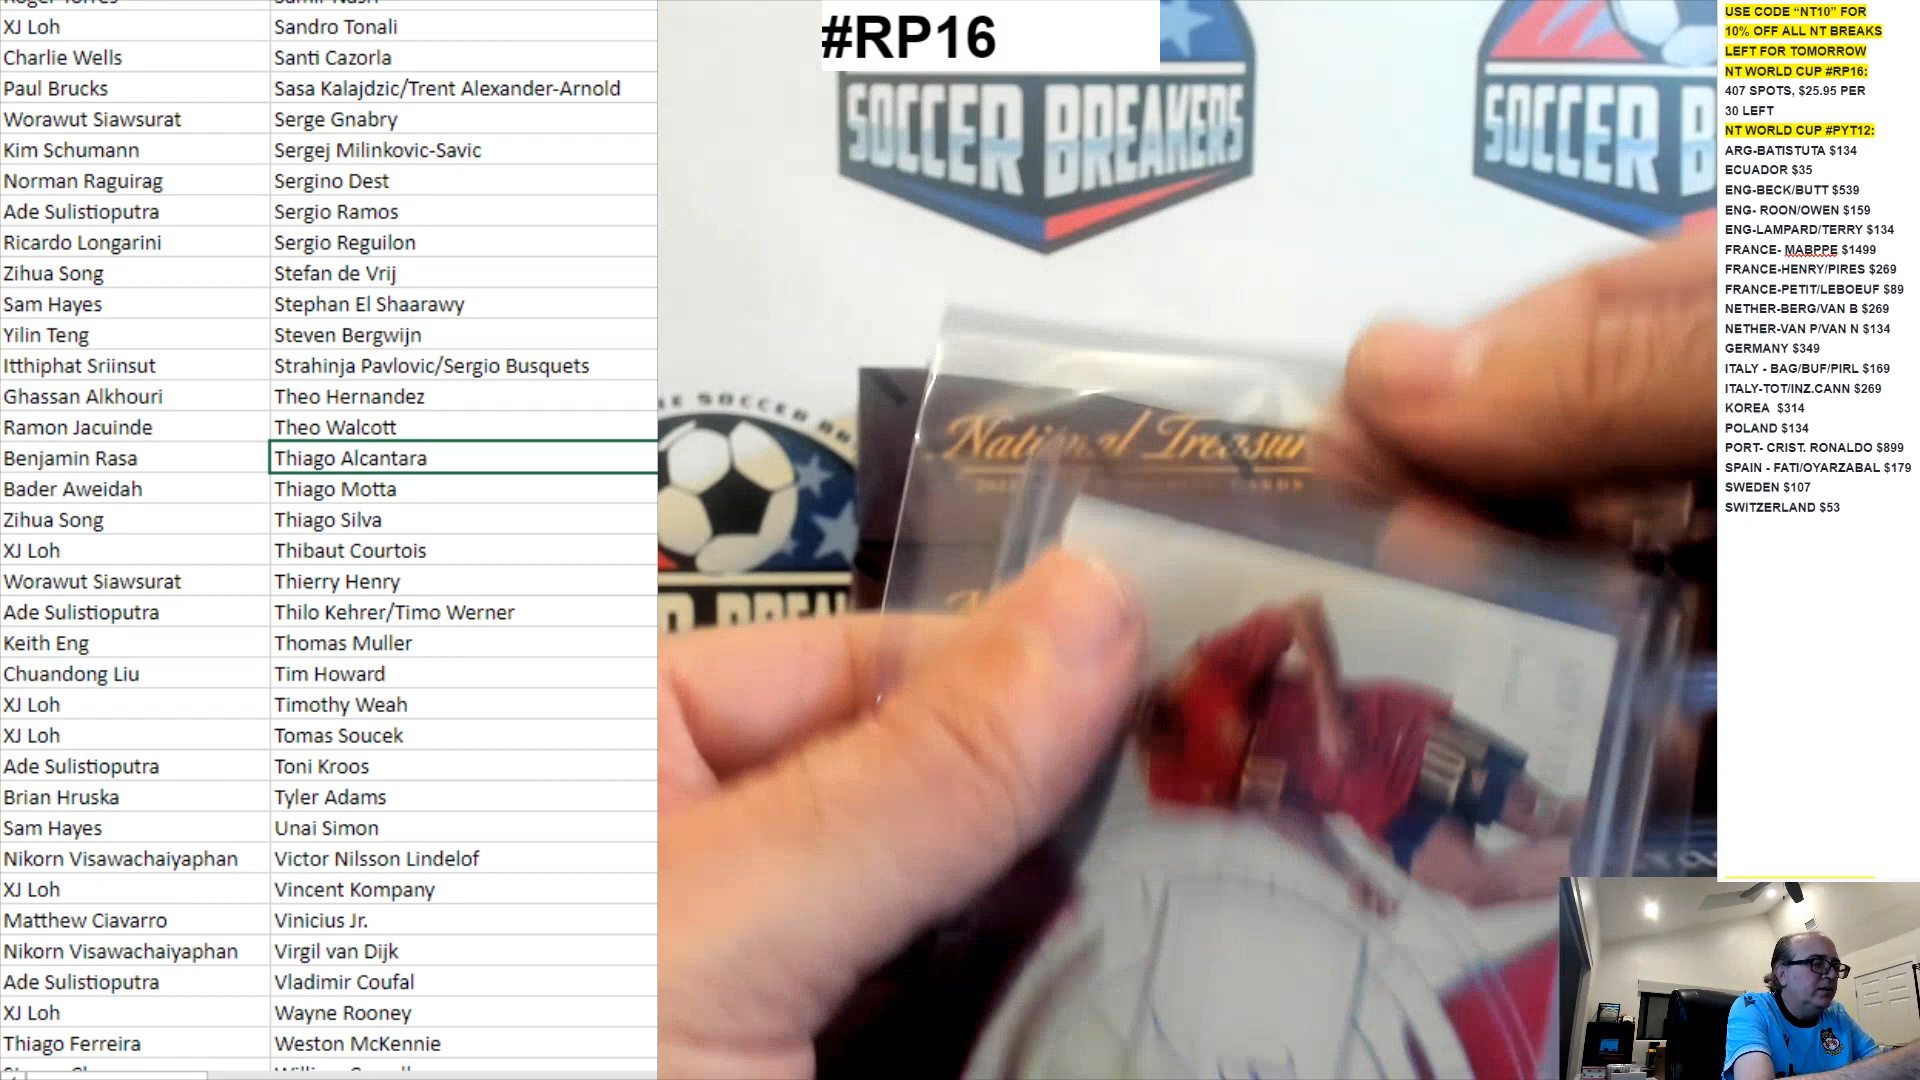 XJ Loh Sandro Tonali
Charlie Wells Santi Cazorla
Paul Brucks Sasa Kalajdzic/Trent Alexander-Arnold
Worawut Siawsurat Serge Gnabry
Kim Schumann Sergej Milinkovic-Savic
Norman Raguirag Sergino Dest
Ade Sulistioputra Sergio Ramos
Ricardo Longarini Sergio Reguilon
Zihua Song Stefan de Vrij
Sam Hayes Stephan El Shaarawy
Yilin Teng Steven Bergwijn
Itthiphat Sriinsut Strahinja Pavlovic/Sergio Busquets
Ghassan Alkhouri Theo Hernandez
Ramon Jacuinde Theo Walcott
Benjamin Rasa Thiago Alcantara
Bader Aweidah Thiago Motta
Zihua Song Thiago Silva
XJ Loh Thibaut Courtois
Worawut Siawsurat Thierry Henry
Ade Sulistioputra Thilo Kehrer/Timo Werner
Keith Eng Thomas Muller
Chuandong Liu Tim Howard
XJ Loh Timothy Weah
XJ Loh Tomas Soucek
Ade Sulistioputra Toni Kroos
Brian Hruska Tyler Adams
Sam Hayes Unai Simon
Nikorn Visawachaiyaphan Victor Nilsson Lindelof
XJ Loh Vincent Kompany
Matthew Ciavarro Vinicius Jr.
Nikorn Visawachaiyaphan Virgil van Dijk
Ade Sulistioputra Vladimir Coufal
XJ Loh Wayne Rooney
Thiago Ferreira Weston McKennie
#RP16
SOCCER BREAKERS
SOCCER B
SOCCER
National Treasur
CARDS
USE CODE “NT10” FOR
10% OFF ALL NT BREAKS
LEFT FOR TOMORROW
NT WORLD CUP #RP16:
407 SPOTS, $25.95 PER
30 LEFT
NT WORLD CUP #PYT12:
ARG-BATISTUTA $134
ECUADOR $35
ENG-BECK/BUTT $539
ENG- ROON/OWEN $159
ENG-LAMPARD/TERRY $134
FRANCE- MABPPE $1499
FRANCE-HENRY/PIRES $269
FRANCE-PETIT/LEBOEUF $89
NETHER-BERG/VAN B $269
NETHER-VAN P/VAN N $134
GERMANY $349
ITALY - BAG/BUF/PIRL $169
ITALY-TOT/INZ.CANN $269
KOREA $314
POLAND $134
PORT- CRIST. RONALDO $899
SPAIN - FATI/OYARZABAL $179
SWEDEN $107
SWITZERLAND $53